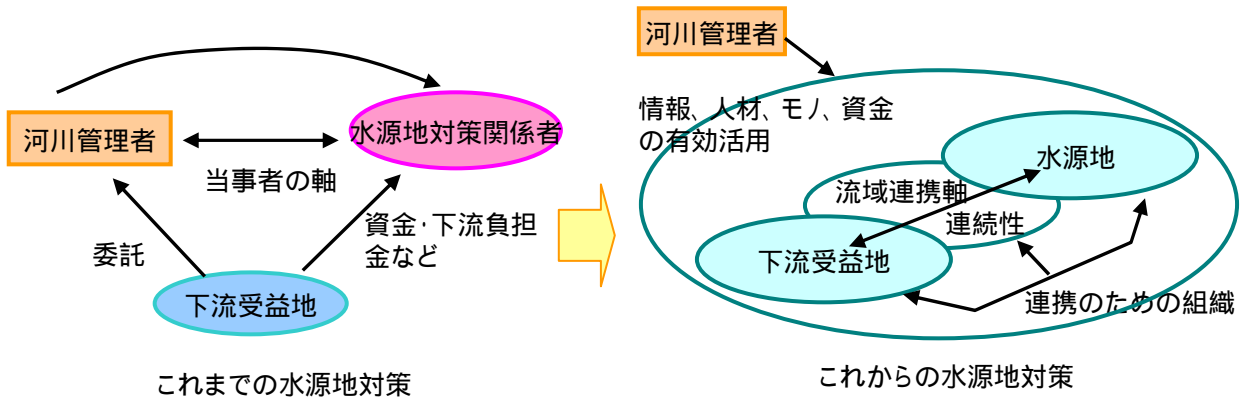 河川管理者
水源地対策関係者
当事者の軸
委託
資金・下流負担
金など
下流受益地
これまでの水源地対策
河川管理者
情報、人材、モノ、資金
の有効活用
水源地
流域連携軸
連続性
下流受益地
連携のための組織
これからの水源地対策